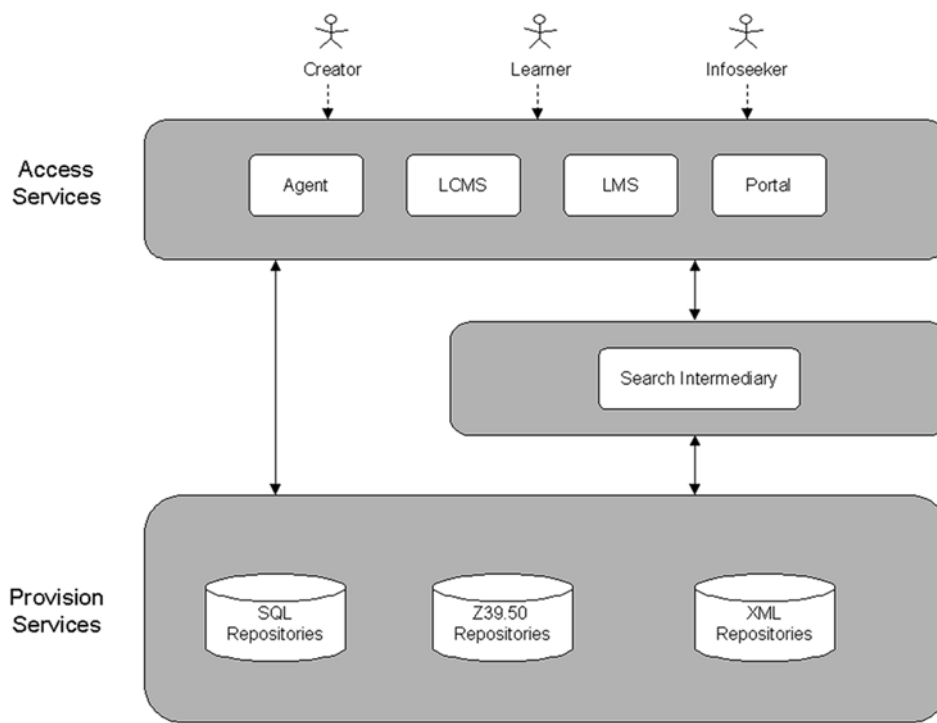 Creator
Learner
Infoseeker
Access
Services
Agent
LCMS
LMS
Portal
Search Intermediary
Provision
Services
SQL
Repositories
Z39.50
Repositories
XML
Repositories